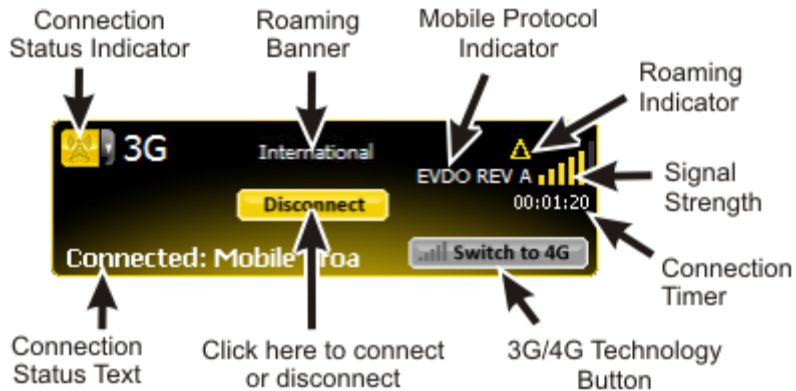 Connection
Status Indicator
Roaming
Banner
Mobile Protocol
Indicator
Roaming
Indicator
3G
International
EVDO REV A
Signal
Strength
Disconnect
00:01:20
Connected: Mobile
Switch to 4G
Connection
Timer
Connection
Status Text
Click here to connect
or disconnect
3G/4G Technology
Button